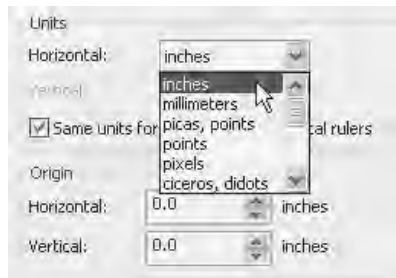 Units
Horizontal: inches
Vertical:
inches
millimeters
picas, points
points
pixels
ciceros, didots
Same units for cal rulers
Origin
Horizontal: 0.0 inches
Vertical: 0.0 inches